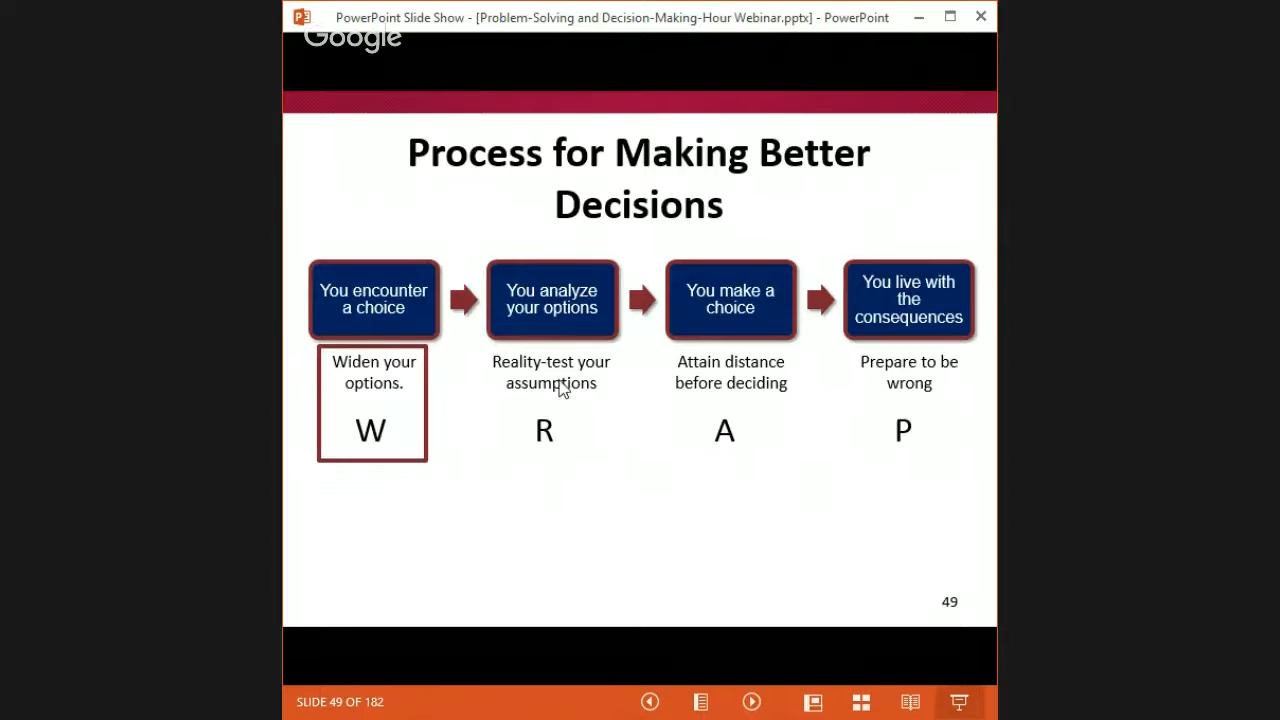 PowerPoint Slide Show - [Problem-Solving and Decision-Making-Hour Webinar.pptx] - PowerPoint
Google
Process for Making Better
Decisions
You encounter
a choice
You analyze
your options
You make a
choice
You live with
the
consequences
Widen your
options.
Reality-test your
assumptions
Attain distance
before deciding
Prepare to be
wrong
W
R
A
P
49
SLIDE 49 OF 182